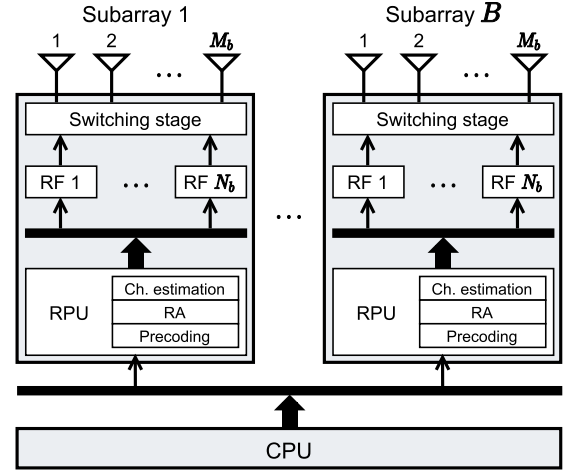 Subarray 1
Subarray B
1 2 ... M_b
1 2 ... M_b
Switching stage
Switching stage
RF 1 ... RF N_b
RF 1 ... RF N_b
...
RPU
Ch. estimation
RA
Precoding
RPU
Ch. estimation
RA
Precoding
CPU